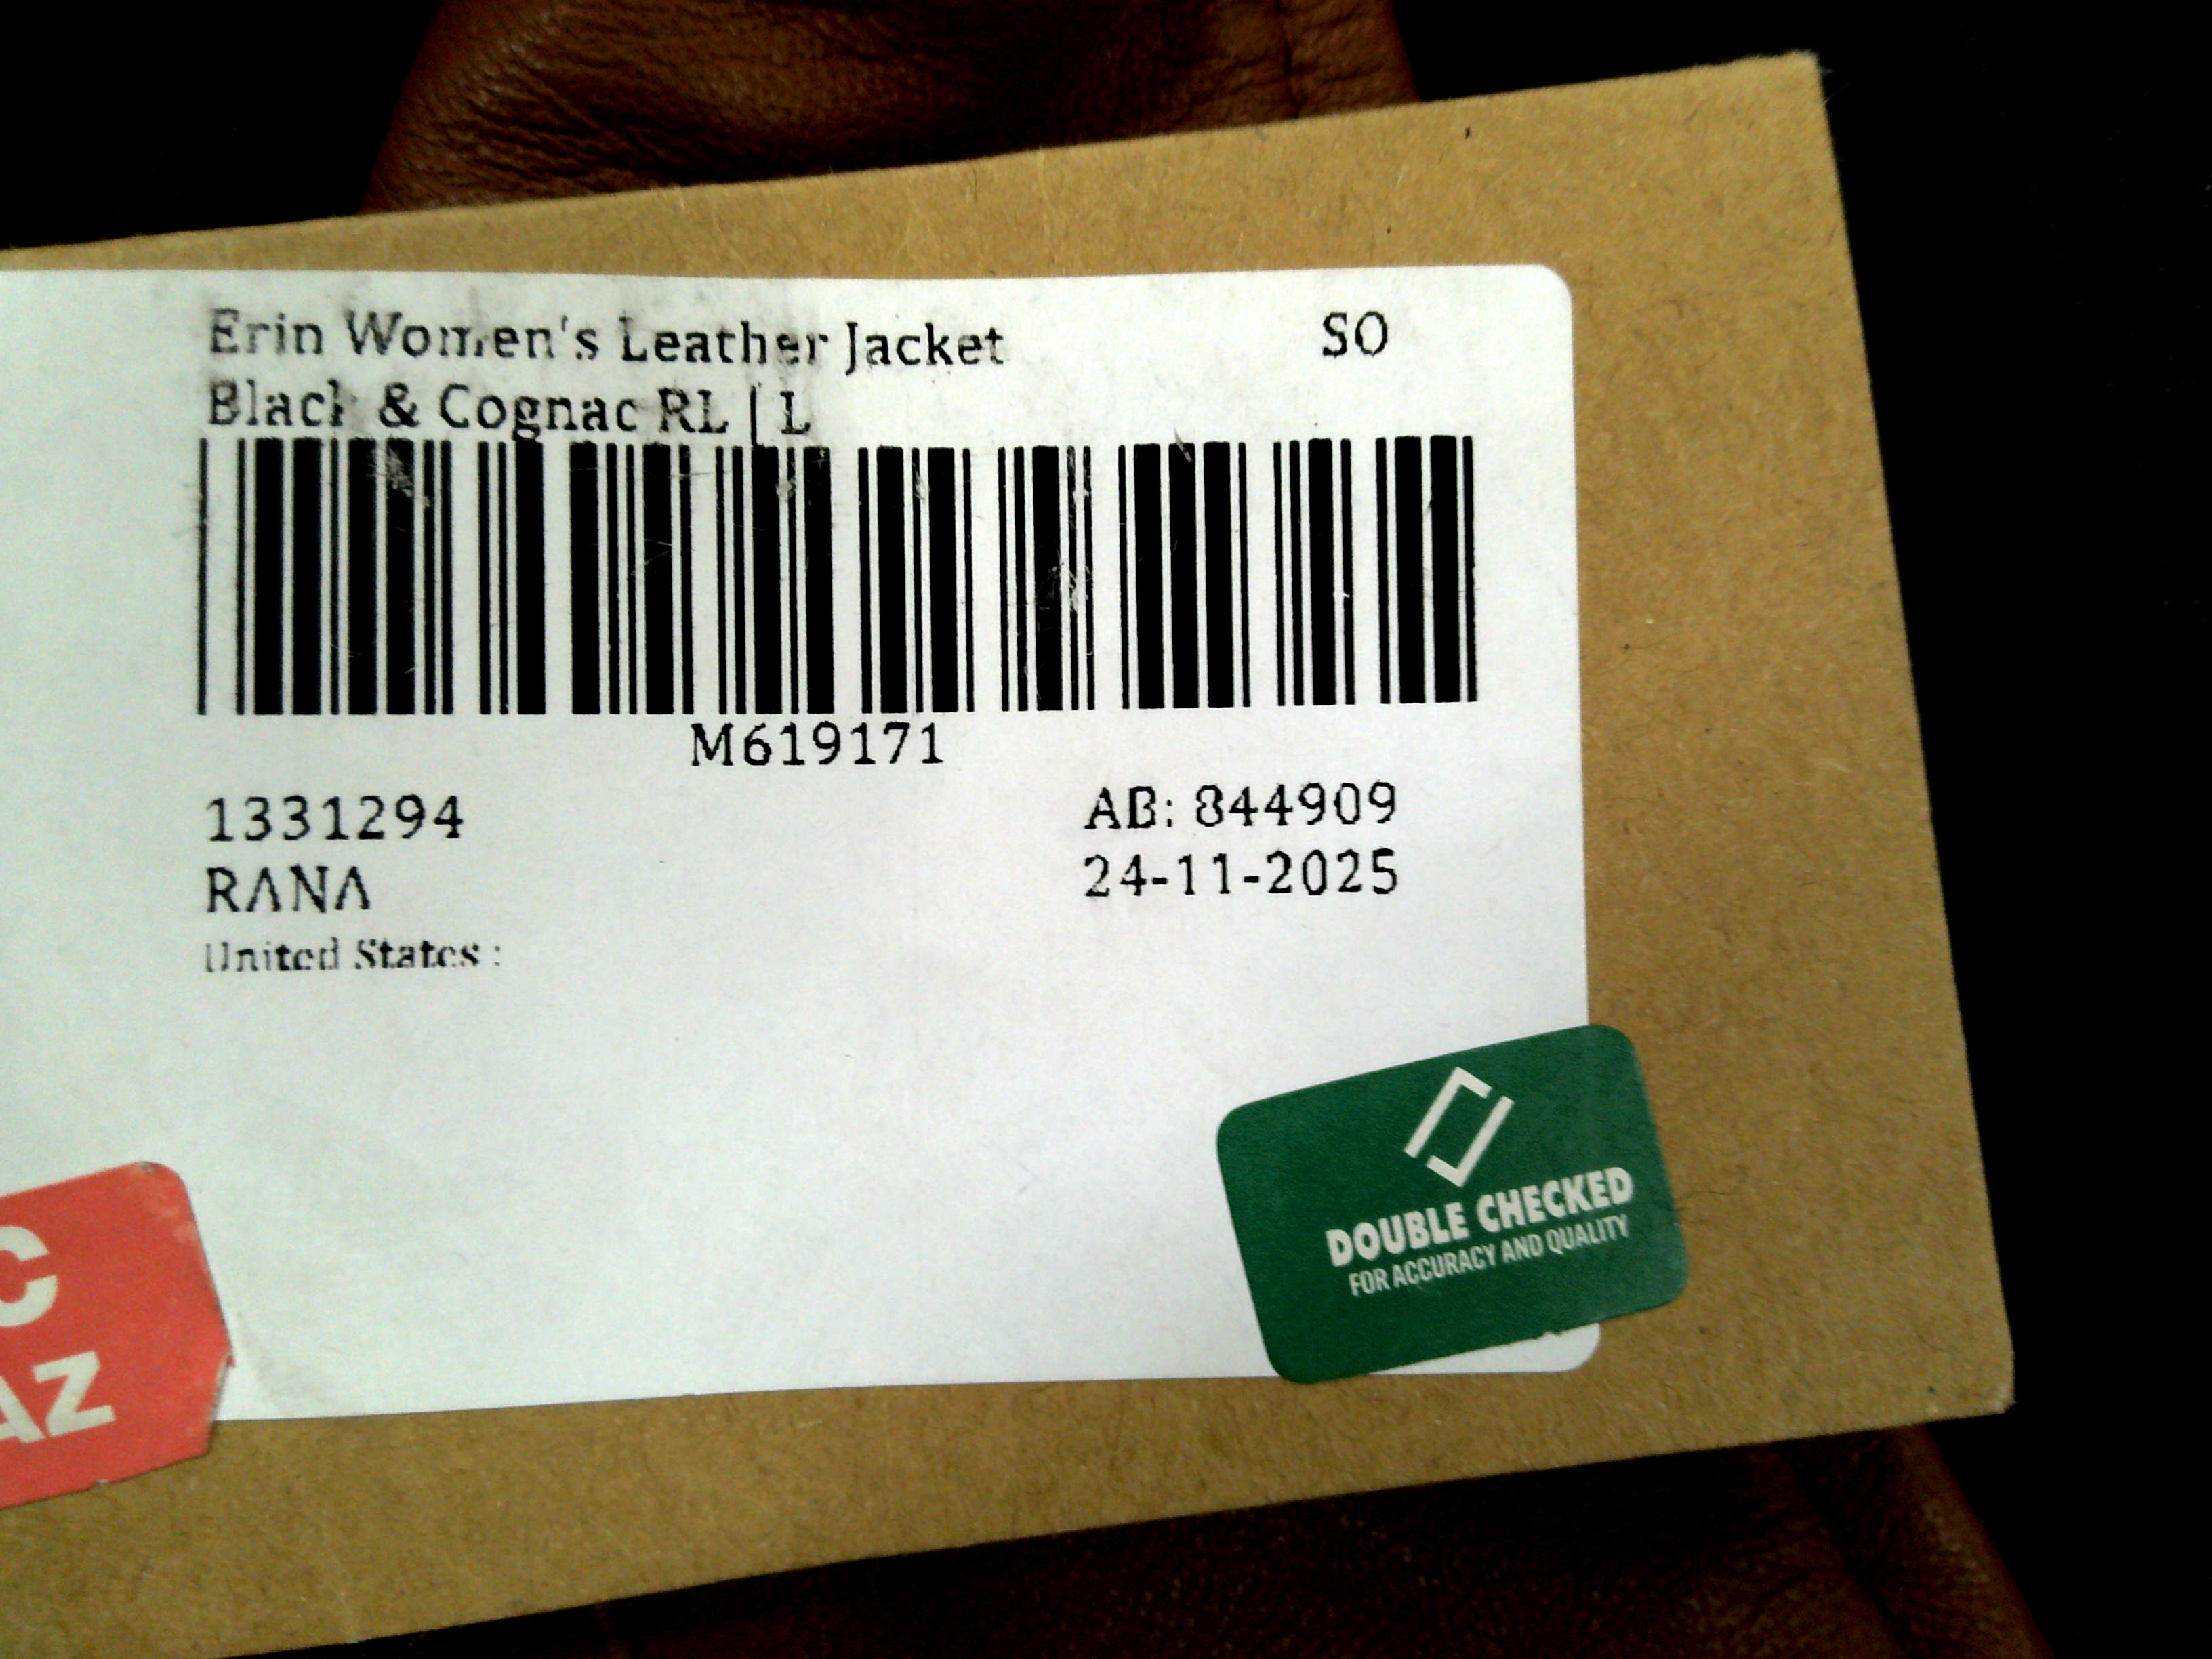 Erin Women's Leather Jacket SO
Black & Cognac RL | L
M619171
1331294 AB: 844909
RANA 24-11-2025
United States :
DOUBLE CHECKED
FOR ACCURACY AND QUALITY
C
AZ